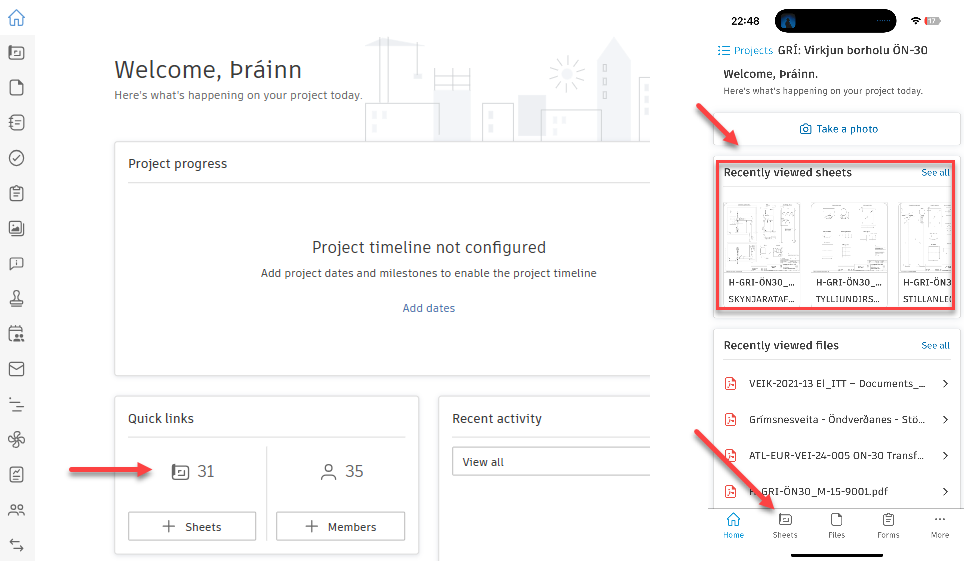 Welcome, Þráinn
Here's what's happening on your project today.
Project progress
Project timeline not configured
Add project dates and milestones to enable the project timeline
Add dates
Quick links
31
35
Sheets
Members
Recent activity
View all
22:48
17
Projects GRÍ: Virkjun borholu ÖN-30
Welcome, Þráinn.
Here's what's happening on your project today.
Take a photo
Recently viewed sheets
See all
H-GRI-ÖN30_...
SKYNJARATAF...
H-GRI-ÖN30_...
TYLLIUNDIRS...
H-GRI-ÖN3
STILLANLEG
Recently viewed files
See all
VEIK-2021-13 El_ITT – Documents_...
Grímsnesveita - Öndverðanes - Stö...
ATL-EUR-VEI-24-005 ON-30 Transf...
H-GRI-ÖN30_M-15-9001.pdf
Home
Sheets
Files
Forms
More